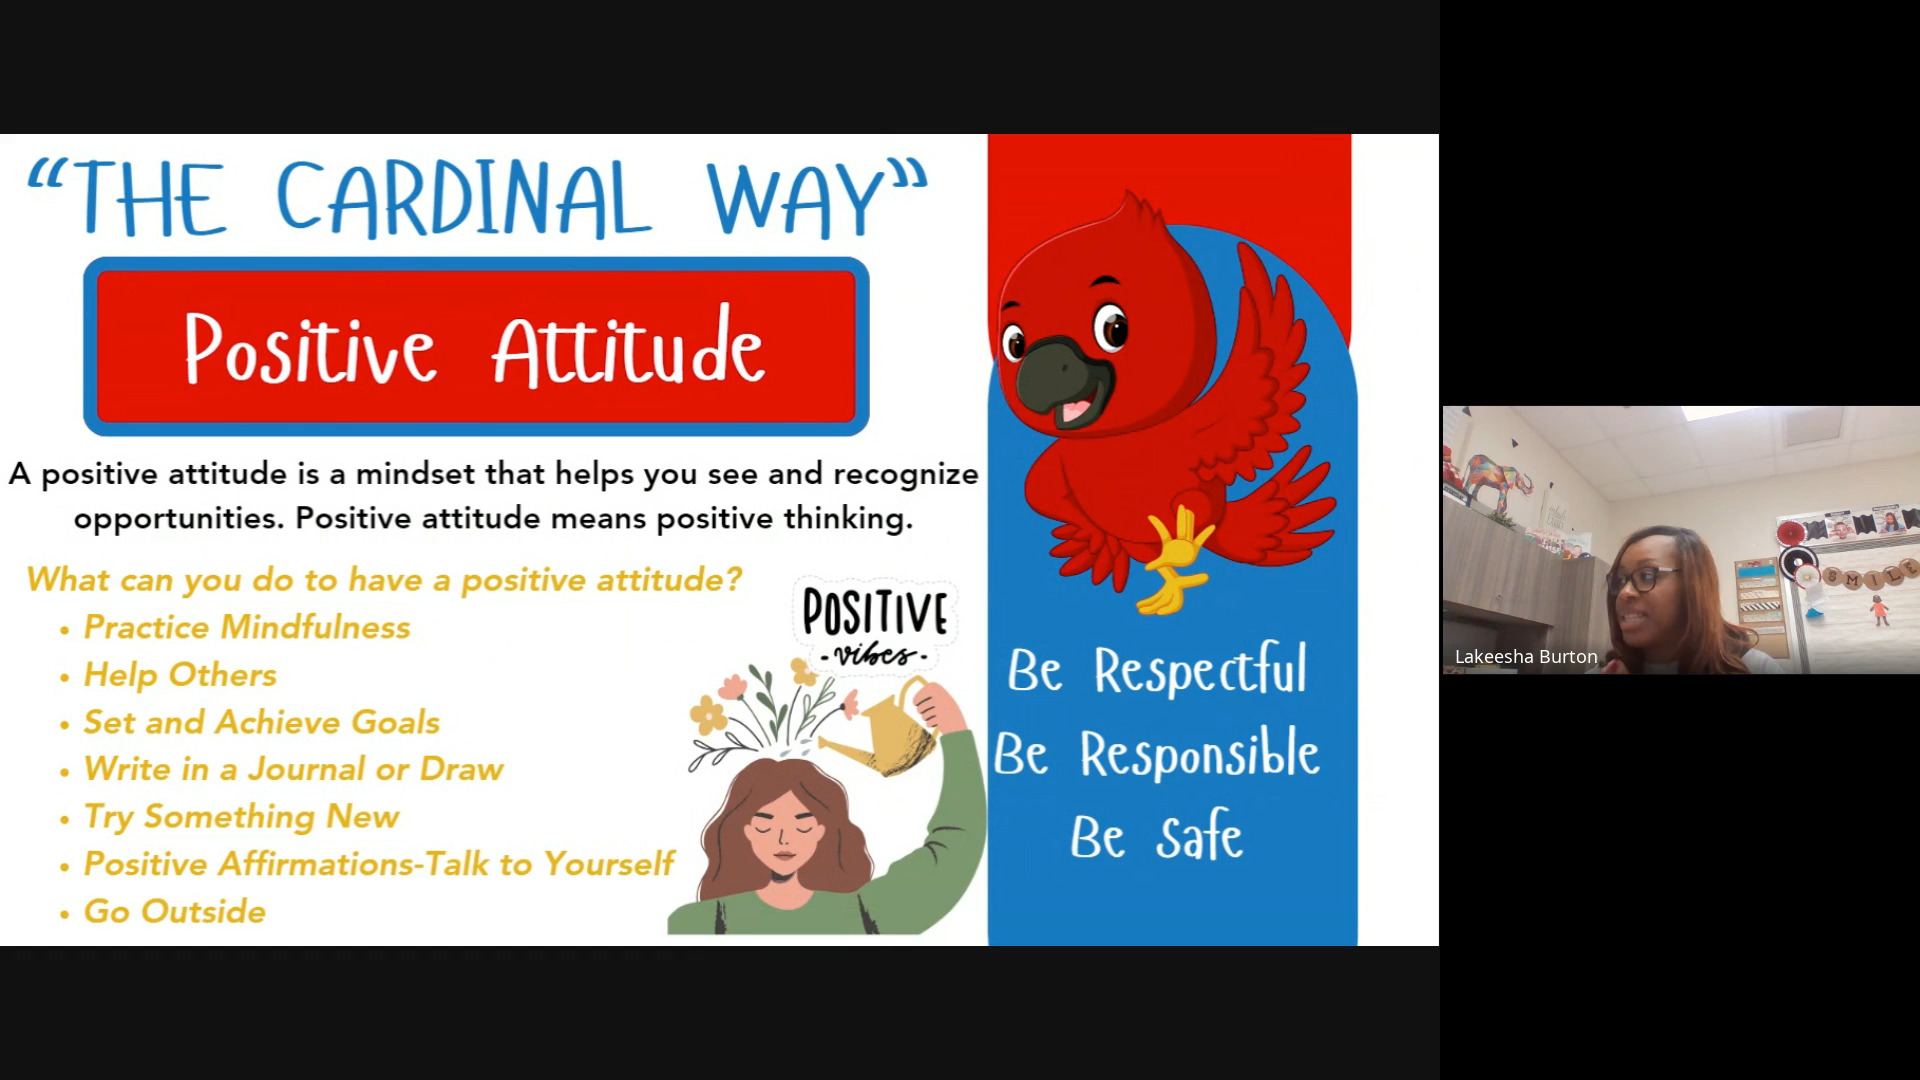 “THE CARDINAL WAY”
Positive Attitude
A positive attitude is a mindset that helps you see and recognize
opportunities. Positive attitude means positive thinking.
What can you do to have a positive attitude?
• Practice Mindfulness
• Help Others
• Set and Achieve Goals
• Write in a Journal or Draw
• Try Something New
• Positive Affirmations-Talk to Yourself
• Go Outside
POSITIVE
-vibes-
Be Respectful
Be Responsible
Be Safe
SMILE
Lakeesha Burton